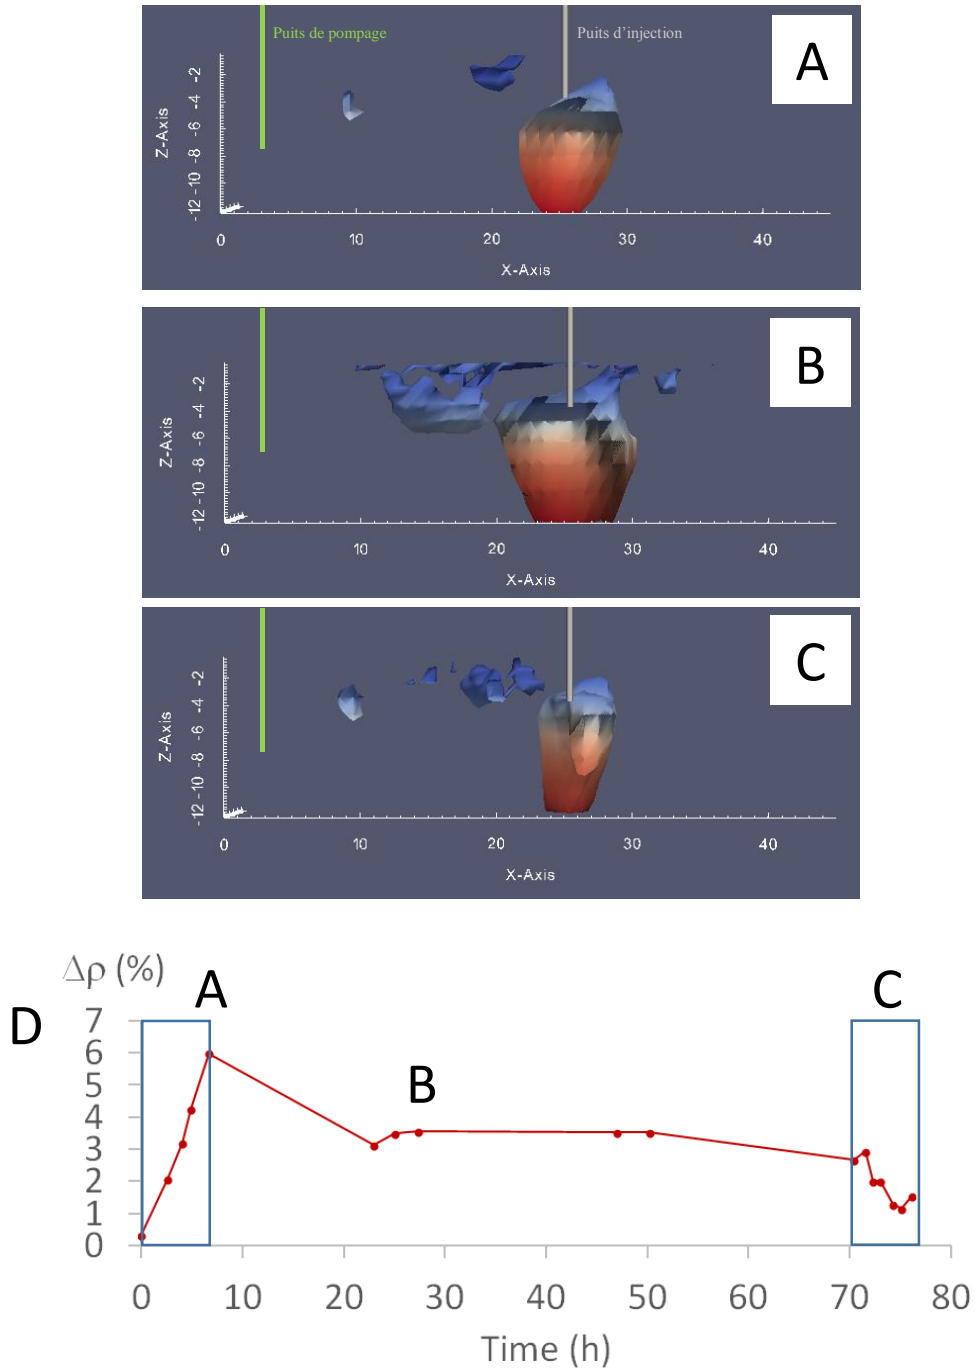 Puits de pompage
Puits d’injection
A
Z-Axis
-12 -10 -8 -6 -4 -2
0 10 20 30 40
X-Axis
B
Z-Axis
-12 -10 -8 -6 -4 -2
0 10 20 30 40
X-Axis
C
Z-Axis
-12 -10 -8 -6 -4 -2
0 10 20 30 40
X-Axis
Δρ (%)
A
C
D
B
7
6
5
4
3
2
1
0
0 10 20 30 40 50 60 70 80
Time (h)